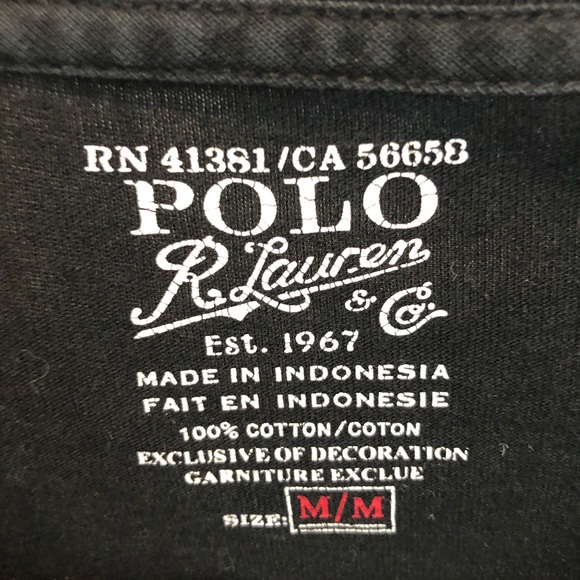 RN 41381/CA 56658
POLO
R. Lauren
& Co.
Est. 1967
MADE IN INDONESIA
FAIT EN INDONESIE
100% COTTON/COTON
EXCLUSIVE OF DECORATION
GARNITURE EXCLUE
SIZE: M/M